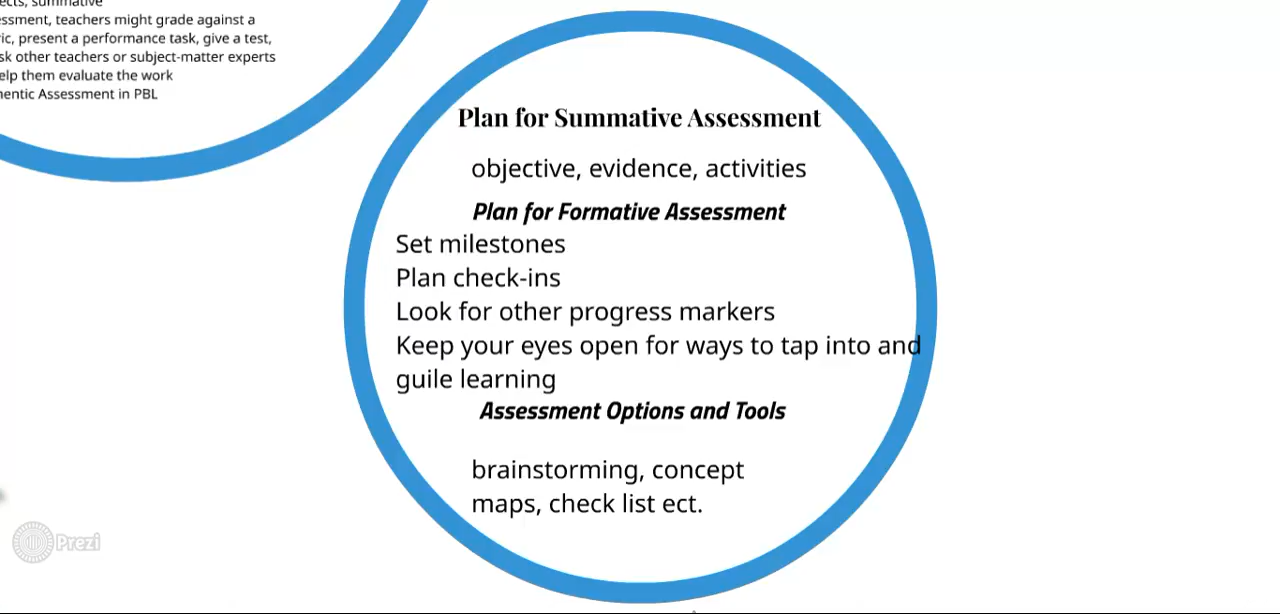 ects, summative
essment, teachers might grade against a
ic, present a performance task, give a test,
sk other teachers or subject-matter experts
elp them evaluate the work
nentic Assessment in PBL
Plan for Summative Assessment
objective, evidence, activities
Plan for Formative Assessment
Set milestones
Plan check-ins
Look for other progress markers
Keep your eyes open for ways to tap into and
guile learning
Assessment Options and Tools
brainstorming, concept
maps, check list ect.
Prezi